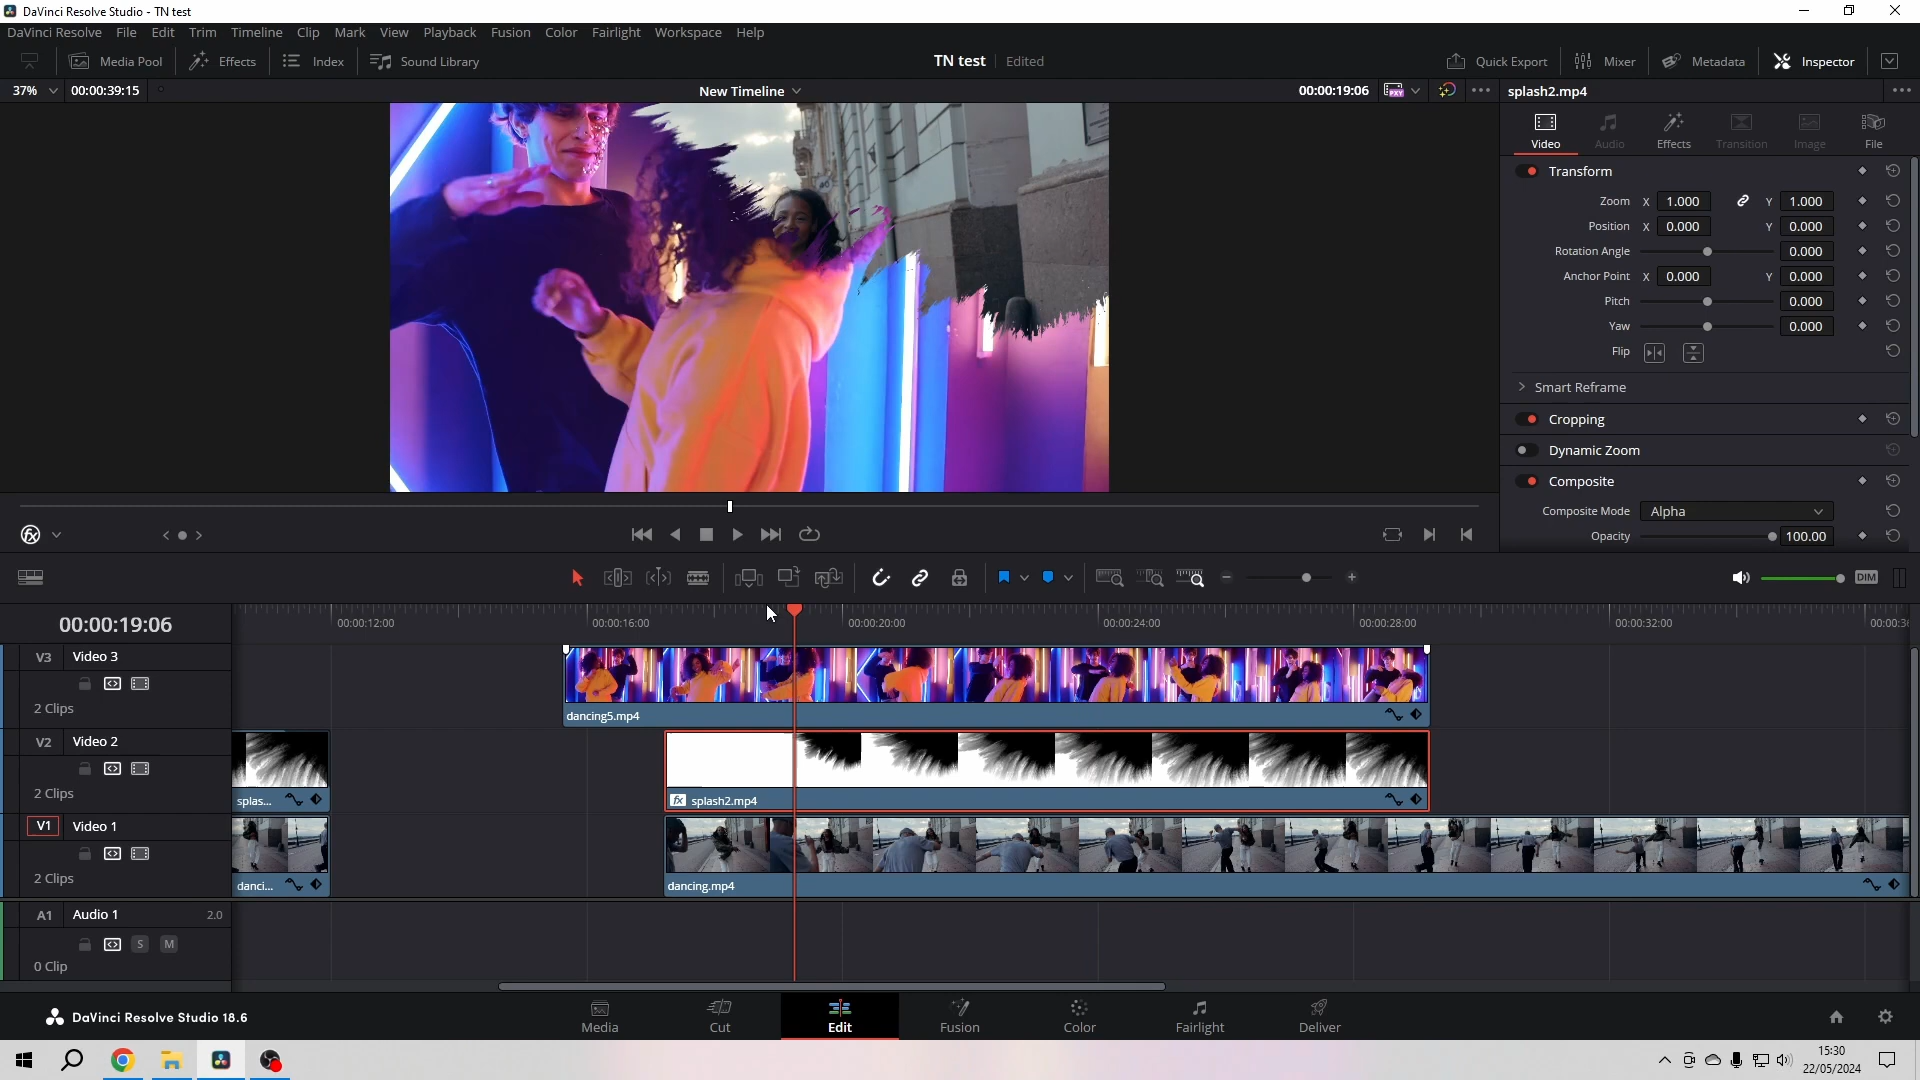 DaVinci Resolve Studio - TN test
DaVinci Resolve File Edit Trim Timeline Clip Mark View Playback Fusion Color Fairlight Workspace Help
Media Pool Effects Index Sound Library TN test Edited Quick Export Mixer Metadata Inspector
37% 00:00:39:15 New Timeline 00:00:19:06 PXY splash2.mp4
Video Audio Effects Transition Image File
Transform
Zoom X 1.000 Y 1.000
Position X 0.000 Y 0.000
Rotation Angle 0.000
Anchor Point X 0.000 Y 0.000
Pitch 0.000
Yaw 0.000
Flip
Smart Reframe
Cropping
Dynamic Zoom
Composite
Composite Mode Alpha
Opacity 100.00
DIM
00:00:19:06 00:00:12:00 00:00:16:00 00:00:20:00 00:00:24:00 00:00:28:00 00:00:32:00
V3 Video 3
2 Clips
dancing5.mp4
V2 Video 2
2 Clips
splas... fx splash2.mp4
V1 Video 1
2 Clips
danci... dancing.mp4
A1 Audio 1 2.0
S M
0 Clip
DaVinci Resolve Studio 18.6
Media Cut Edit Fusion Color Fairlight Deliver
15:30
22/05/2024